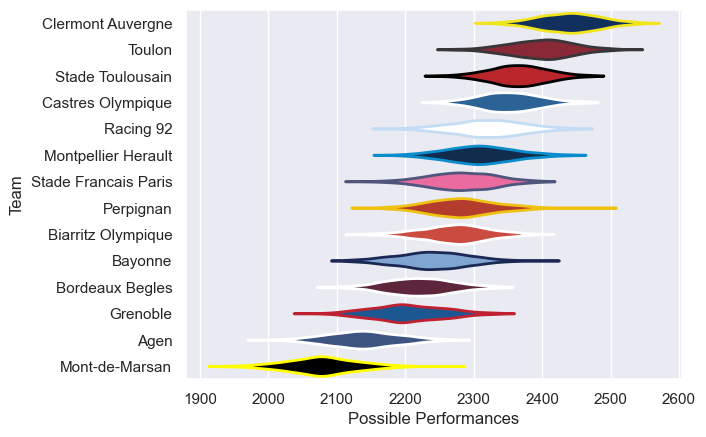 Clermont Auvergne
Toulon
Stade Toulousain
Castres Olympique
Racing 92
Montpellier Herault
Stade Francais Paris
Perpignan
Biarritz Olympique
Bayonne
Bordeaux Begles
Grenoble
Agen
Mont-de-Marsan
Team
1900 2000 2100 2200 2300 2400 2500 2600
Possible Performances